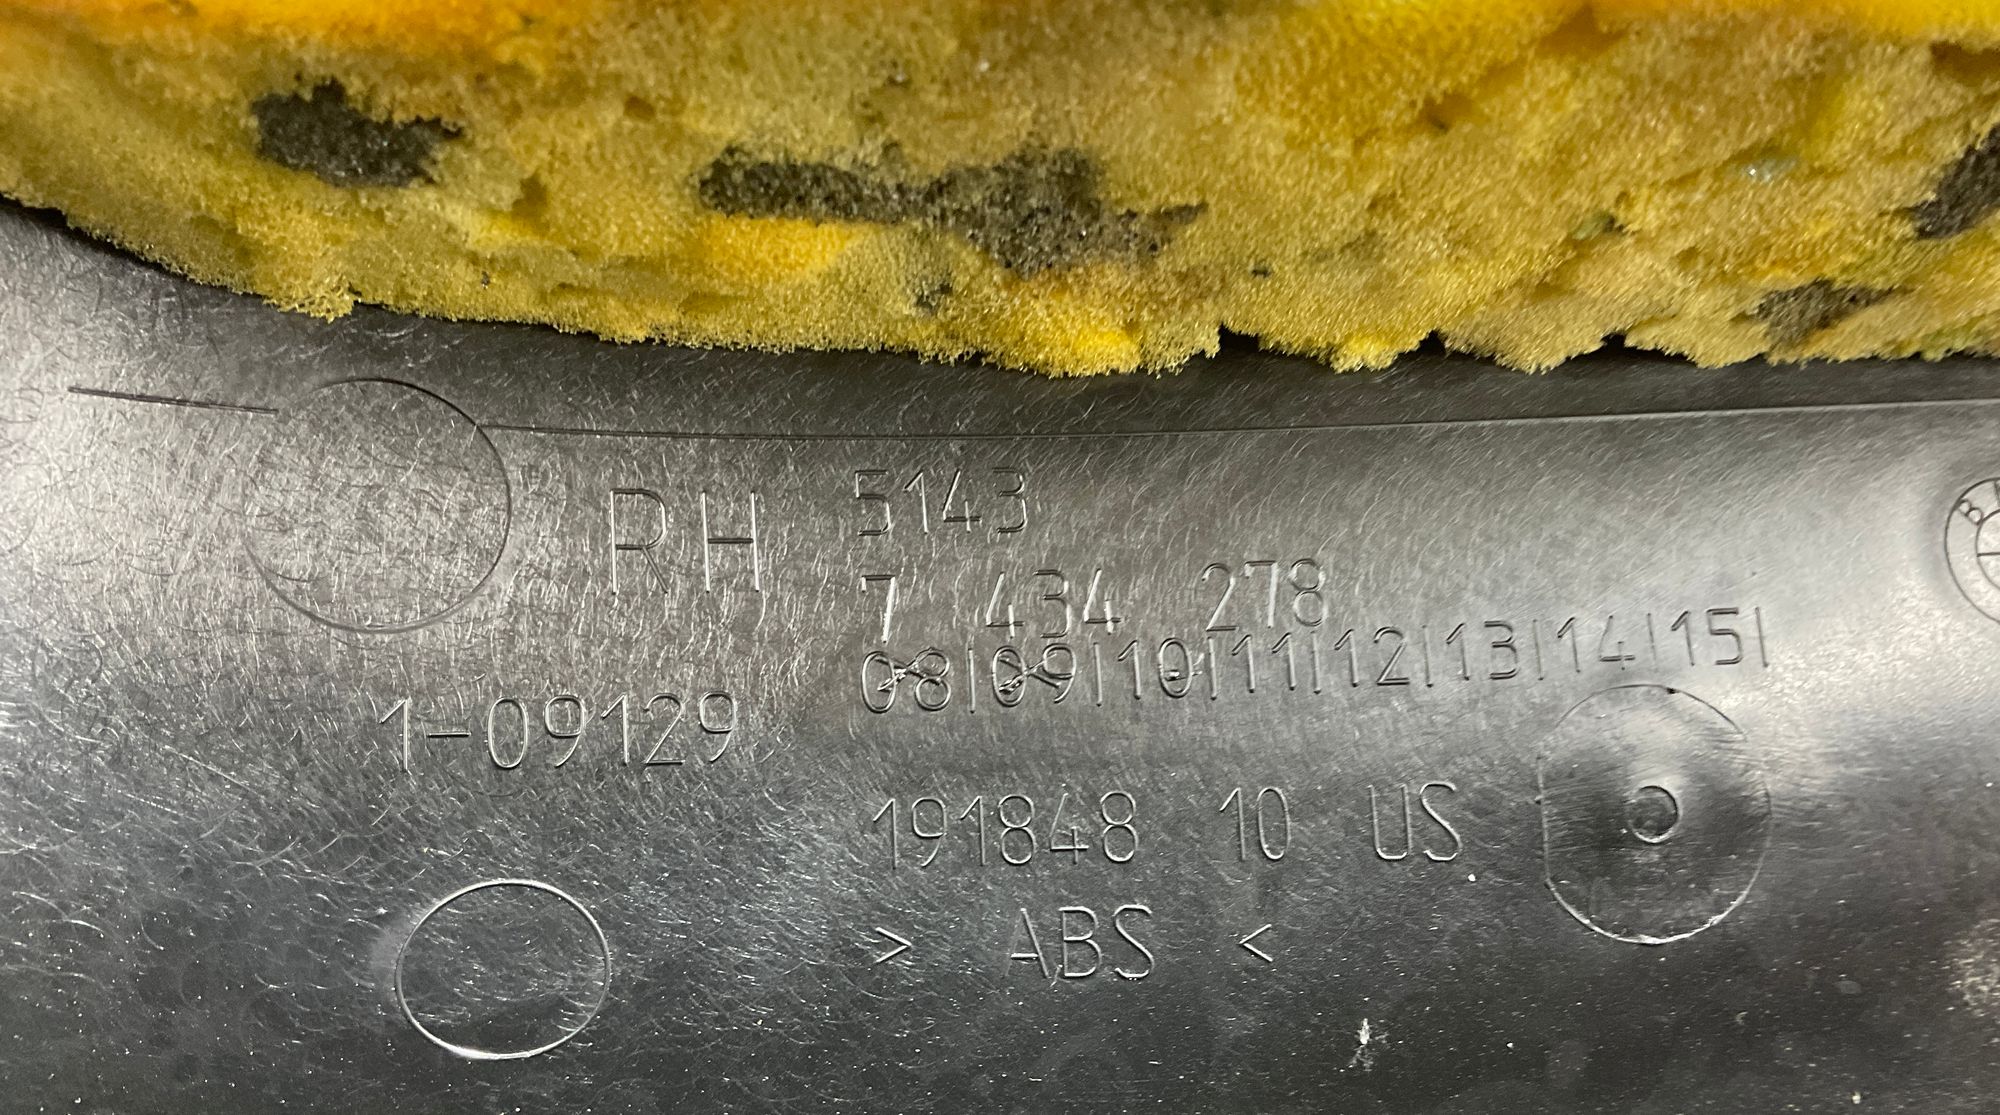 RH 5143
7 434 278
08|09|10|11|12|13|14|15|
1-09129
191848 10 US
> ABS <
B